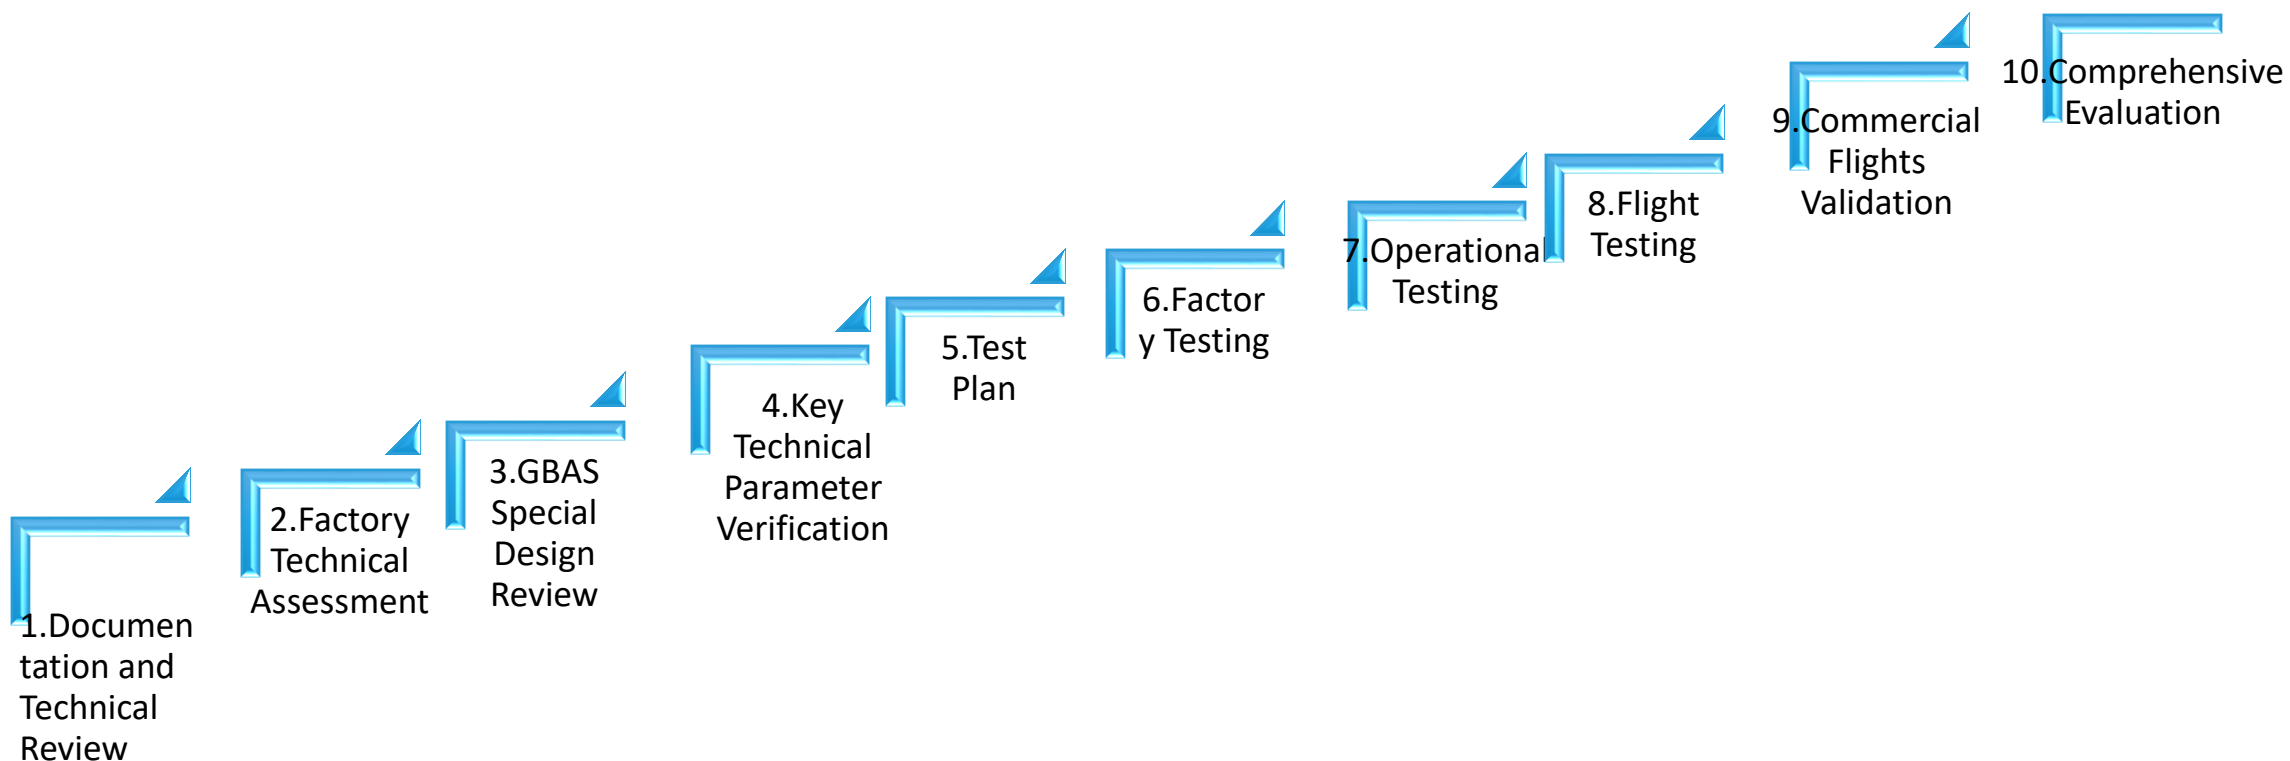 1.Documen
tation and
Technical
Review
2.Factory
Technical
Assessment
3.GBAS
Special
Design
Review
4.Key
Technical
Parameter
Verification
5.Test
Plan
6.Factor
y Testing
7.Operational
Testing
8.Flight
Testing
9.Commercial
Flights
Validation
10.Comprehensive
Evaluation